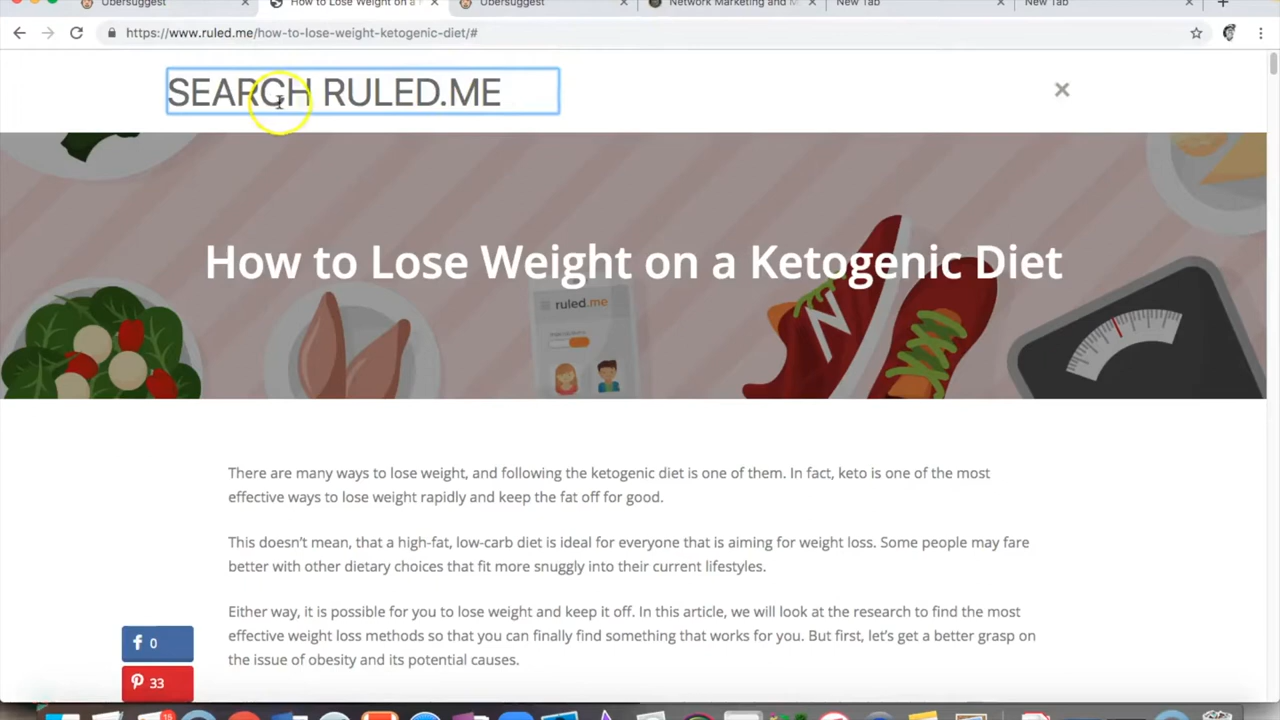 Ubersuggest
How to Lose Weight on a
Ubersuggest
Network Marketing and M
New Tab
New Tab
https://www.ruled.me/how-to-lose-weight-ketogenic-diet/#
SEARCH RULED.ME
How to Lose Weight on a Ketogenic Diet
ruled.me
There are many ways to lose weight, and following the ketogenic diet is one of them. In fact, keto is one of the most
effective ways to lose weight rapidly and keep the fat off for good.
This doesn't mean, that a high-fat, low-carb diet is ideal for everyone that is aiming for weight loss. Some people may fare
better with other dietary choices that fit more snuggly into their current lifestyles.
Either way, it is possible for you to lose weight and keep it off. In this article, we will look at the research to find the most
effective weight loss methods so that you can finally find something that works for you. But first, let's get a better grasp on
the issue of obesity and its potential causes.
0
33